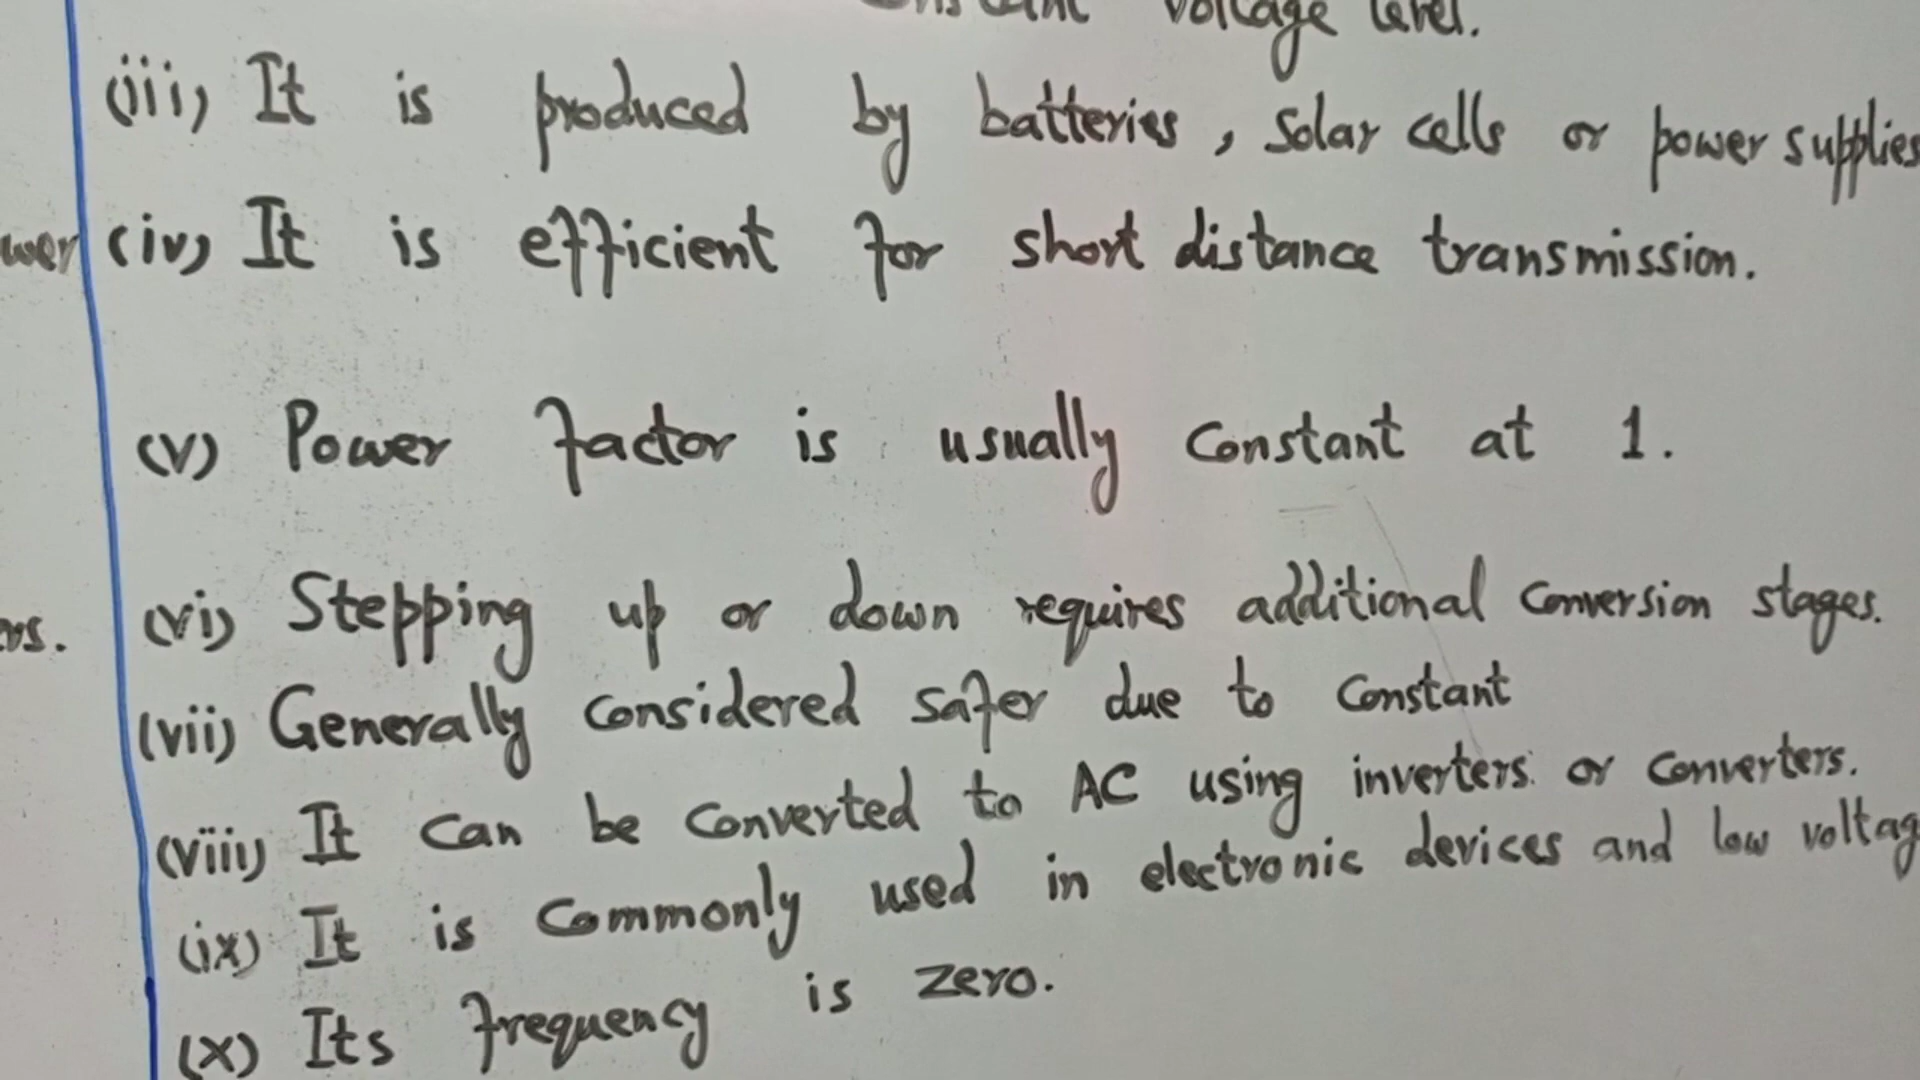 constant voltage level.
(iii) It is produced by batteries, Solar cells or power supplies
(iv) It is efficient for short distance transmission.
(v) Power factor is usually constant at 1.
(vi) Stepping up or down requires additional conversion stages.
(vii) Generally considered safer due to constant
(viii) It can be converted to AC using inverters or converters.
(ix) It is commonly used in electronic devices and low voltag
(x) Its frequency is zero.